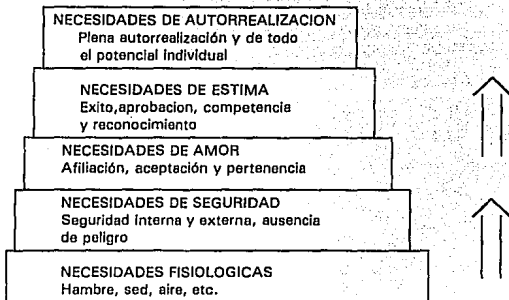 NECESIDADES DE AUTORREALIZACION
Plena autorrealización y de todo
el potencial individual
NECESIDADES DE ESTIMA
Exito,aprobacion, competencia
y reconocimiento
NECESIDADES DE AMOR
Afiliación, aceptación y pertenencia
NECESIDADES DE SEGURIDAD
Seguridad interna y externa, ausencia
de peligro
NECESIDADES FISIOLOGICAS
Hambre, sed, aire, etc.